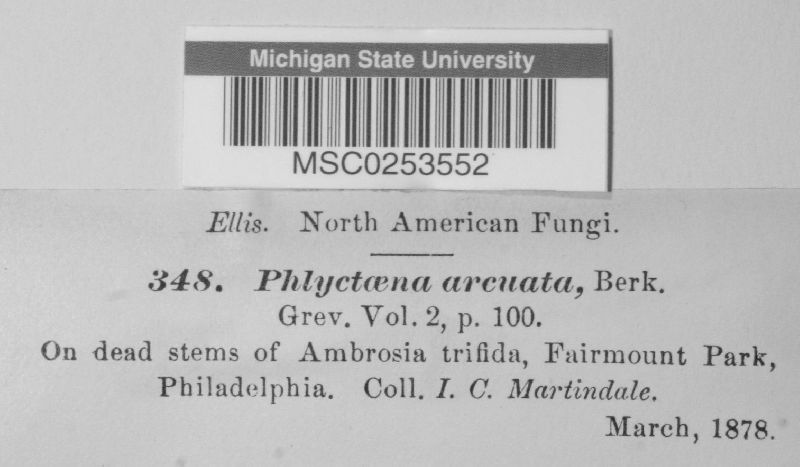 Michigan State University
MSC0253552
Ellis. North American Fungi.
348. Phlyctæna arcuata, Berk.
Grev. Vol. 2, p. 100.
On dead stems of Ambrosia trifida, Fairmount Park,
Philadelphia. Coll. I. C. Martindale.
March, 1878.